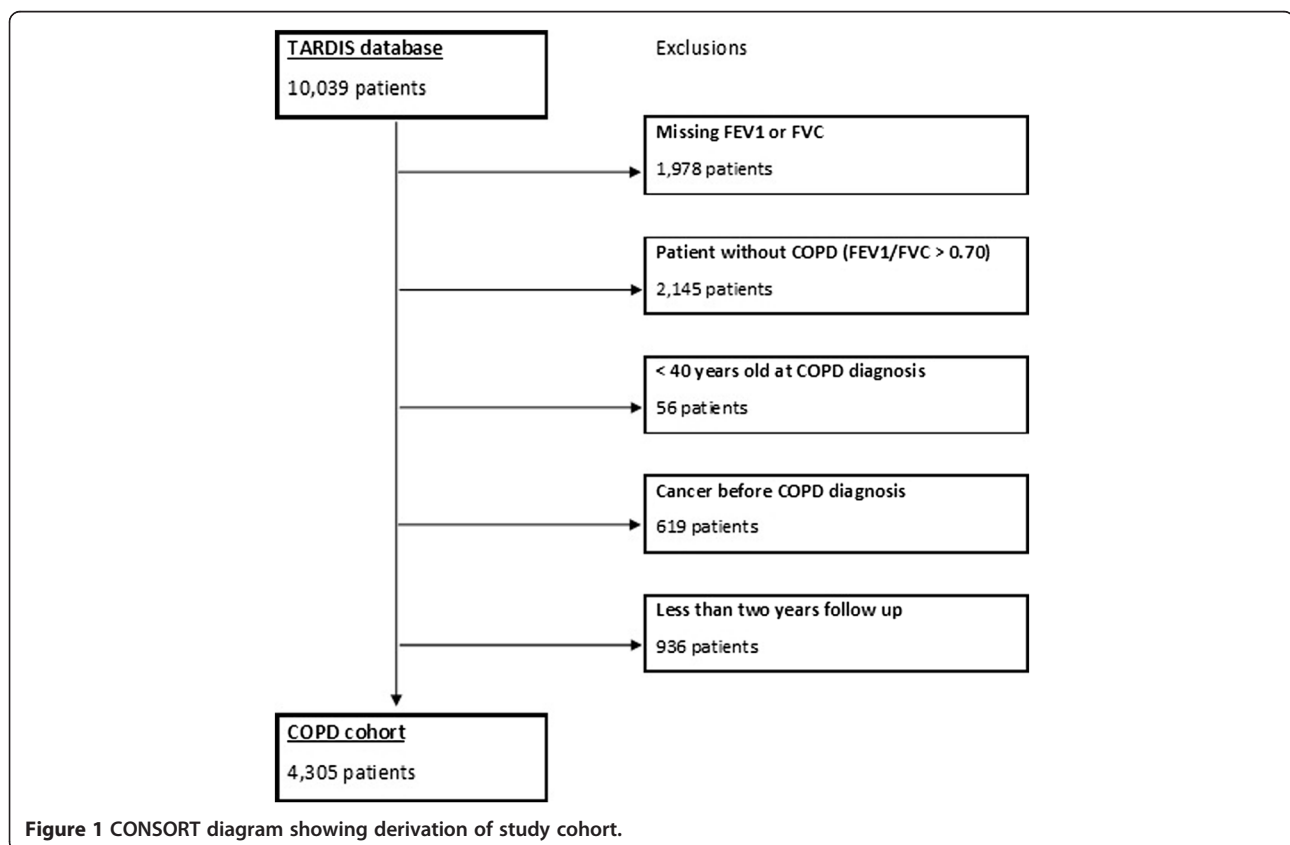 TARDIS database
10,039 patients
Exclusions
Missing FEV1 or FVC
1,978 patients
Patient without COPD (FEV1/FVC > 0.70)
2,145 patients
< 40 years old at COPD diagnosis
56 patients
Cancer before COPD diagnosis
619 patients
Less than two years follow up
936 patients
COPD cohort
4,305 patients
Figure 1 CONSORT diagram showing derivation of study cohort.